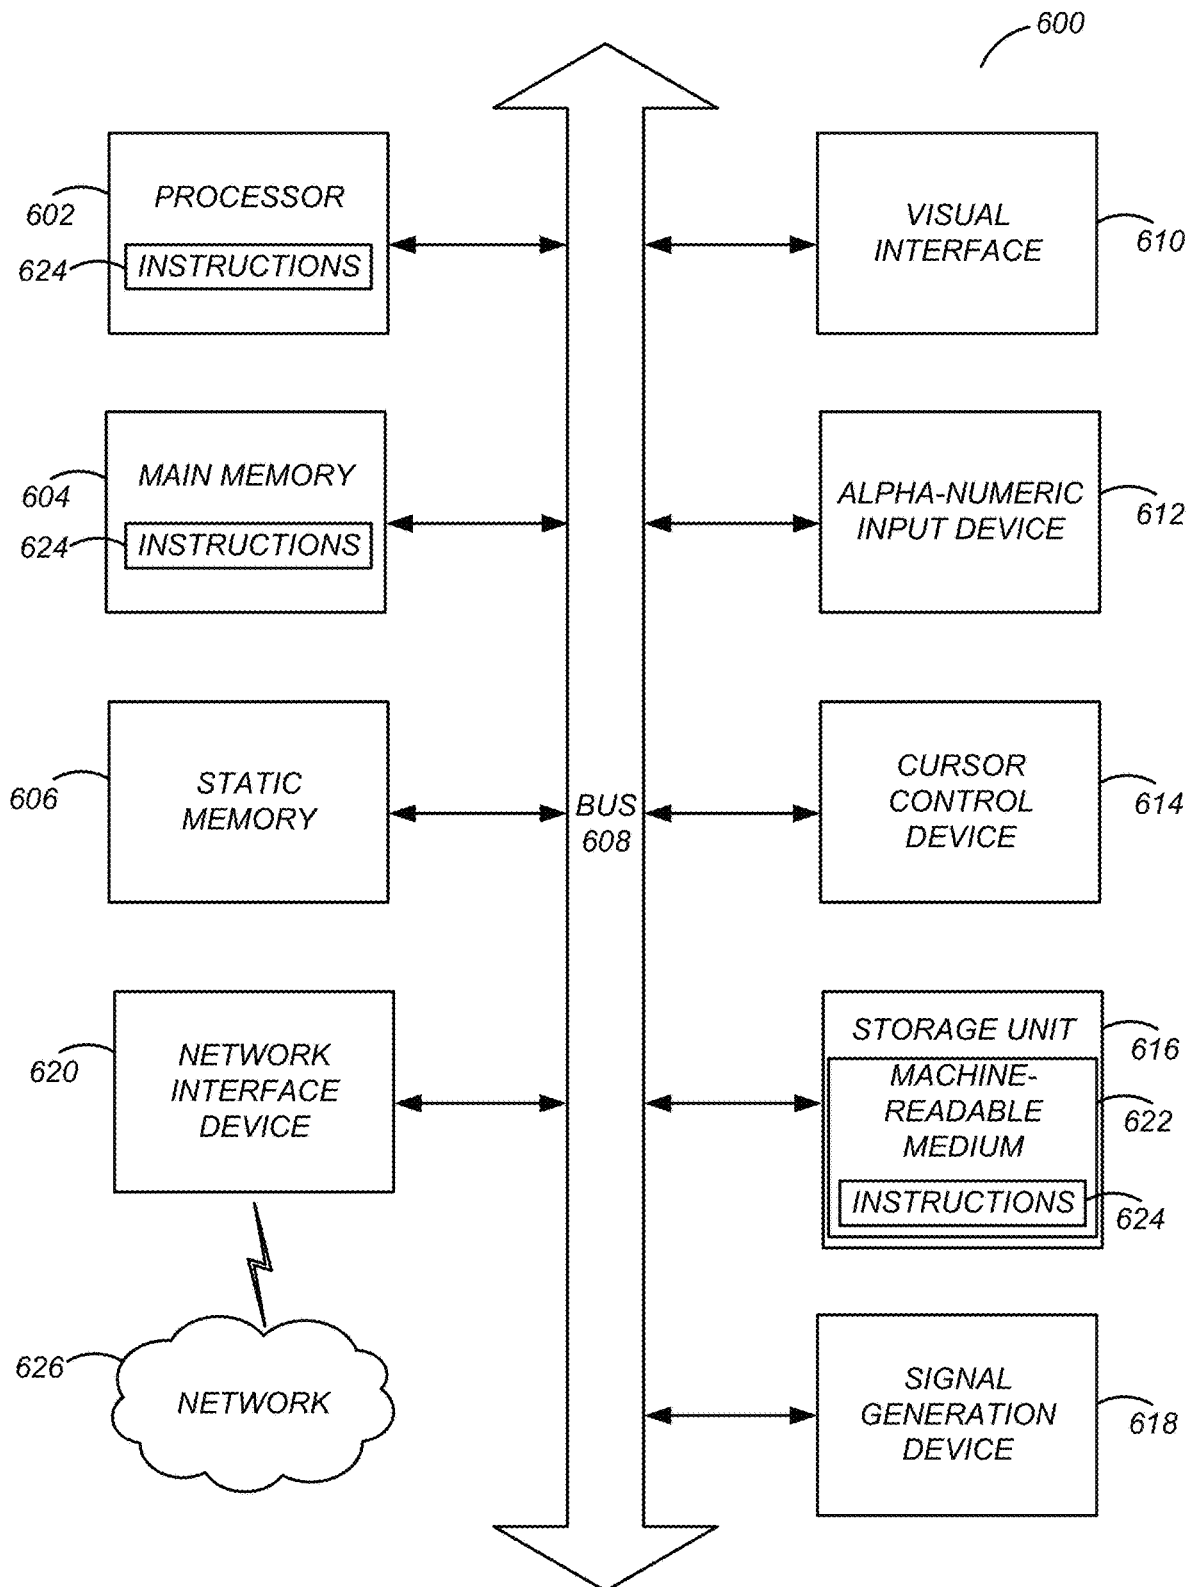 600
PROCESSOR
602
624
INSTRUCTIONS
VISUAL
INTERFACE
610
MAIN MEMORY
604
624
INSTRUCTIONS
ALPHA-NUMERIC
INPUT DEVICE
612
STATIC
MEMORY
606
BUS
608
CURSOR
CONTROL
DEVICE
614
NETWORK
INTERFACE
DEVICE
620
STORAGE UNIT
616
MACHINE-
READABLE
MEDIUM
622
INSTRUCTIONS
624
626
NETWORK
SIGNAL
GENERATION
DEVICE
618